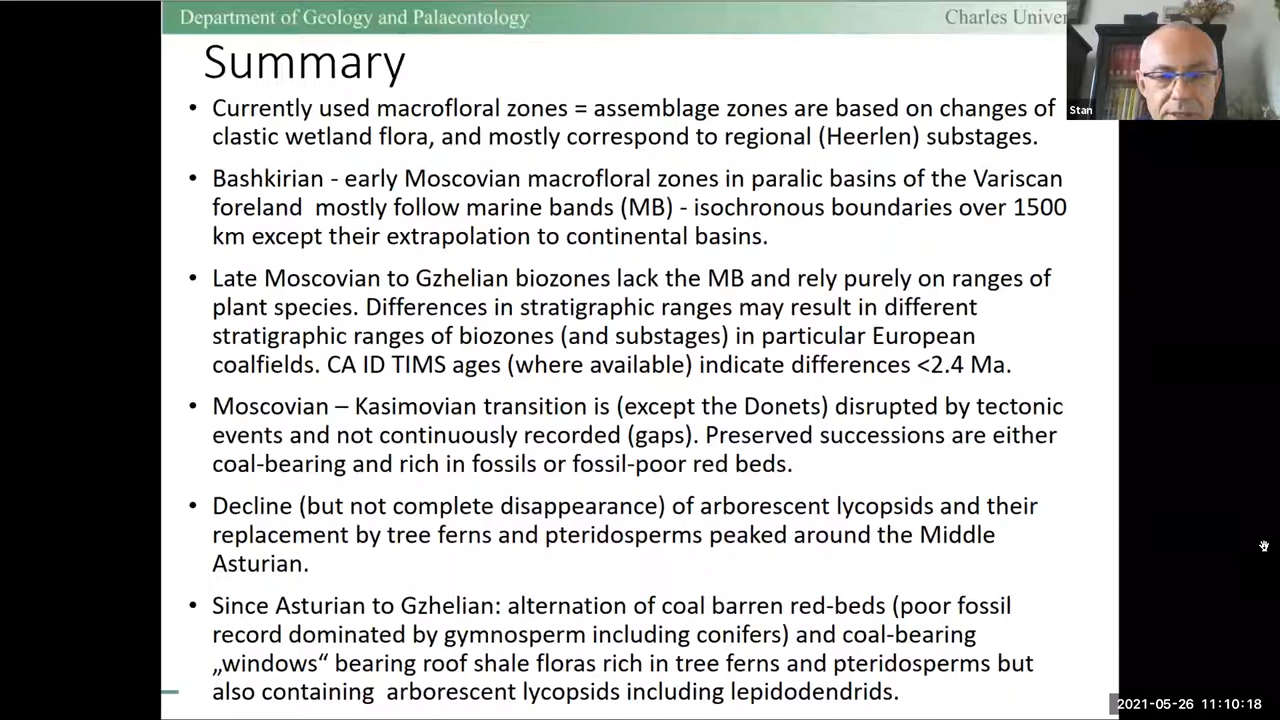 Department of Geology and Palaeontology
Charles Univer
Summary
Stan
• Currently used macrofloral zones = assemblage zones are based on changes of
clastic wetland flora, and mostly correspond to regional (Heerlen) substages.
• Bashkirian - early Moscovian macrofloral zones in paralic basins of the Variscan
foreland mostly follow marine bands (MB) - isochronous boundaries over 1500
km except their extrapolation to continental basins.
• Late Moscovian to Gzhelian biozones lack the MB and rely purely on ranges of
plant species. Differences in stratigraphic ranges may result in different
stratigraphic ranges of biozones (and substages) in particular European
coalfields. CA ID TIMS ages (where available) indicate differences <2.4 Ma.
• Moscovian – Kasimovian transition is (except the Donets) disrupted by tectonic
events and not continuously recorded (gaps). Preserved successions are either
coal-bearing and rich in fossils or fossil-poor red beds.
• Decline (but not complete disappearance) of arborescent lycopsids and their
replacement by tree ferns and pteridosperms peaked around the Middle
Asturian.
• Since Asturian to Gzhelian: alternation of coal barren red-beds (poor fossil
record dominated by gymnosperm including conifers) and coal-bearing
„windows“ bearing roof shale floras rich in tree ferns and pteridosperms but
also containing arborescent lycopsids including lepidodendrids.
2021-05-26 11:10:18